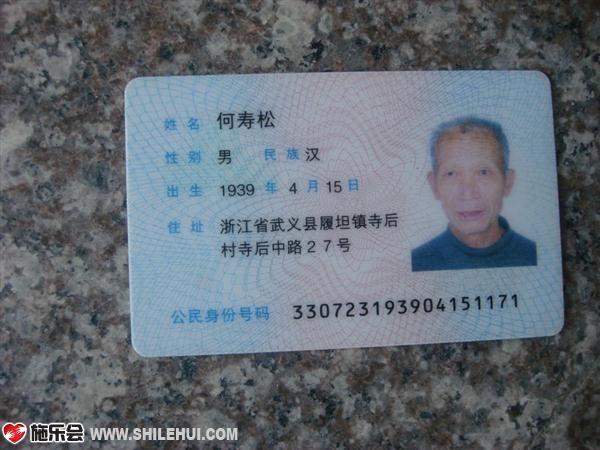 姓名 何寿松
性别 男 民族 汉
出生 1939 年 4 月 15 日
住址 浙江省武义县履坦镇寺后
村寺后中路27号
公民身份号码 330723193904151171
施乐会 WWW.SHILEHUI.COM